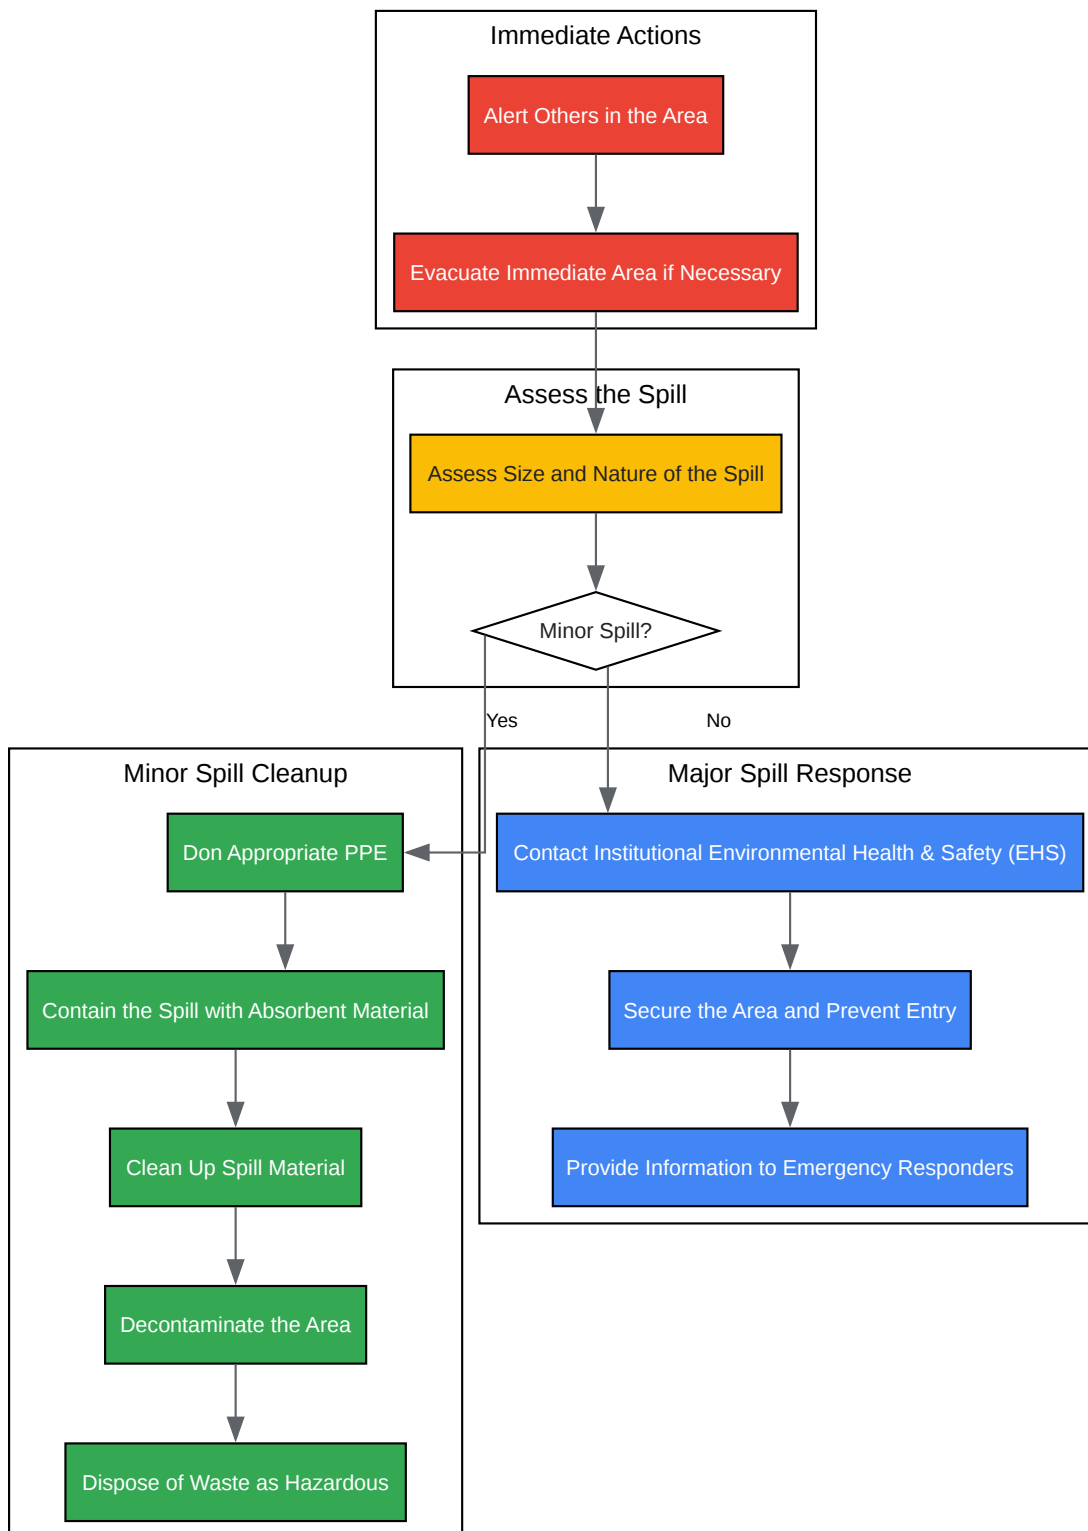 Immediate Actions
Alert Others in the Area
Evacuate Immediate Area if Necessary
Assess the Spill
Assess Size and Nature of the Spill
Minor Spill?
Yes
No
Minor Spill Cleanup
Don Appropriate PPE
Contain the Spill with Absorbent Material
Clean Up Spill Material
Decontaminate the Area
Dispose of Waste as Hazardous
Major Spill Response
Contact Institutional Environmental Health & Safety (EHS)
Secure the Area and Prevent Entry
Provide Information to Emergency Responders